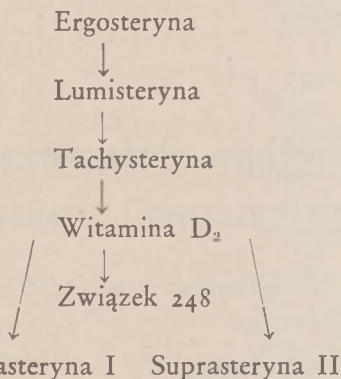 Ergosteryna
Lumisteryna
Tachysteryna
Witamina D₂
Związek 248
asteryna I Suprasteryna II